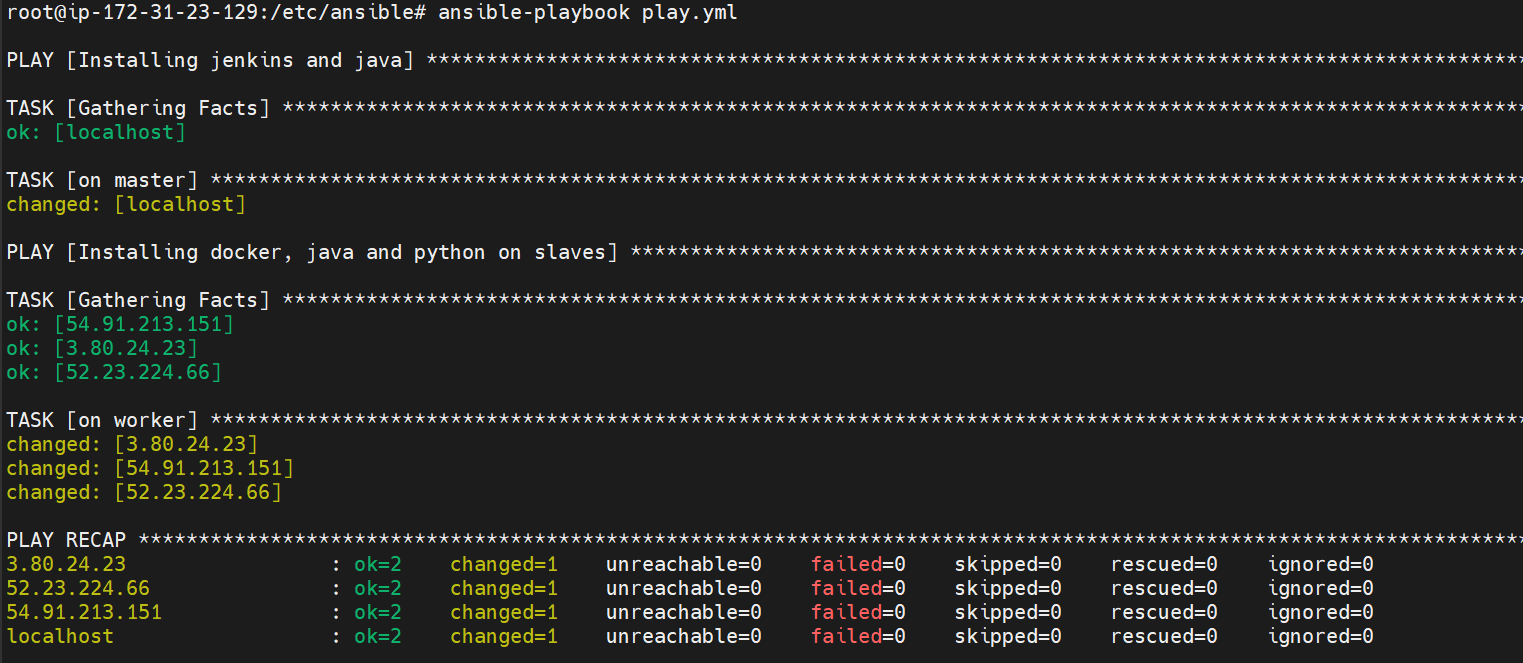 root@ip-172-31-23-129:/etc/ansible# ansible-playbook play.yml
PLAY [Installing jenkins and java] *******************************************************************************************
TASK [Gathering Facts] *******************************************************************************************************
ok: [localhost]
TASK [on master] *************************************************************************************************************
changed: [localhost]
PLAY [Installing docker, java and python on slaves] **************************************************************************
TASK [Gathering Facts] *******************************************************************************************************
ok: [54.91.213.151]
ok: [3.80.24.23]
ok: [52.23.224.66]
TASK [on worker] *************************************************************************************************************
changed: [3.80.24.23]
changed: [54.91.213.151]
changed: [52.23.224.66]
PLAY RECAP *******************************************************************************************************************
3.80.24.23                 : ok=2    changed=1    unreachable=0    failed=0    skipped=0    rescued=0    ignored=0
52.23.224.66               : ok=2    changed=1    unreachable=0    failed=0    skipped=0    rescued=0    ignored=0
54.91.213.151              : ok=2    changed=1    unreachable=0    failed=0    skipped=0    rescued=0    ignored=0
localhost                  : ok=2    changed=1    unreachable=0    failed=0    skipped=0    rescued=0    ignored=0